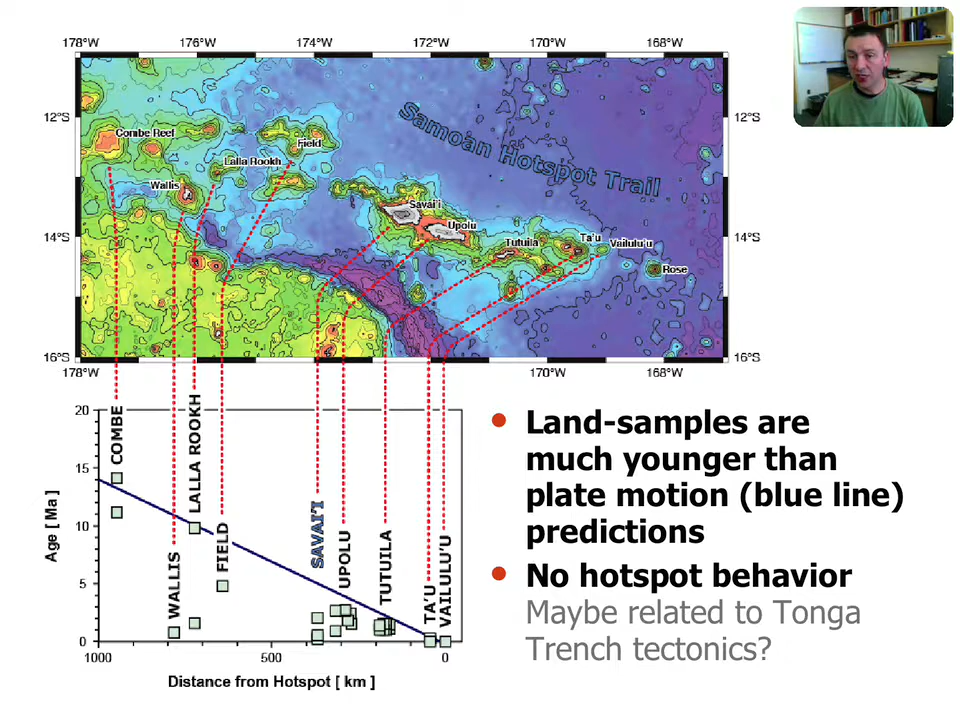 178°W 176°W 174°W 172°W 170°W 168°W
12°S 12°S
14°S 14°S
16°S 16°S
178°W 170°W 168°W
Samoan Hotspot Trail
Combe Reef
Field
Lalla Rookh
Wallis
Savai'i
Upolu
Tutuila
Ta'u
Vailulu'u
Rose
COMBE
WALLIS
LALLA ROOKH
FIELD
SAVAI'I
UPOLU
TUTUILA
TA'U
VAILULU'U
20
15
10
5
0
Age [ Ma ]
1000 500 0
Distance from Hotspot [ km ]
• Land-samples are
much younger than
plate motion (blue line)
predictions
• No hotspot behavior
Maybe related to Tonga
Trench tectonics?